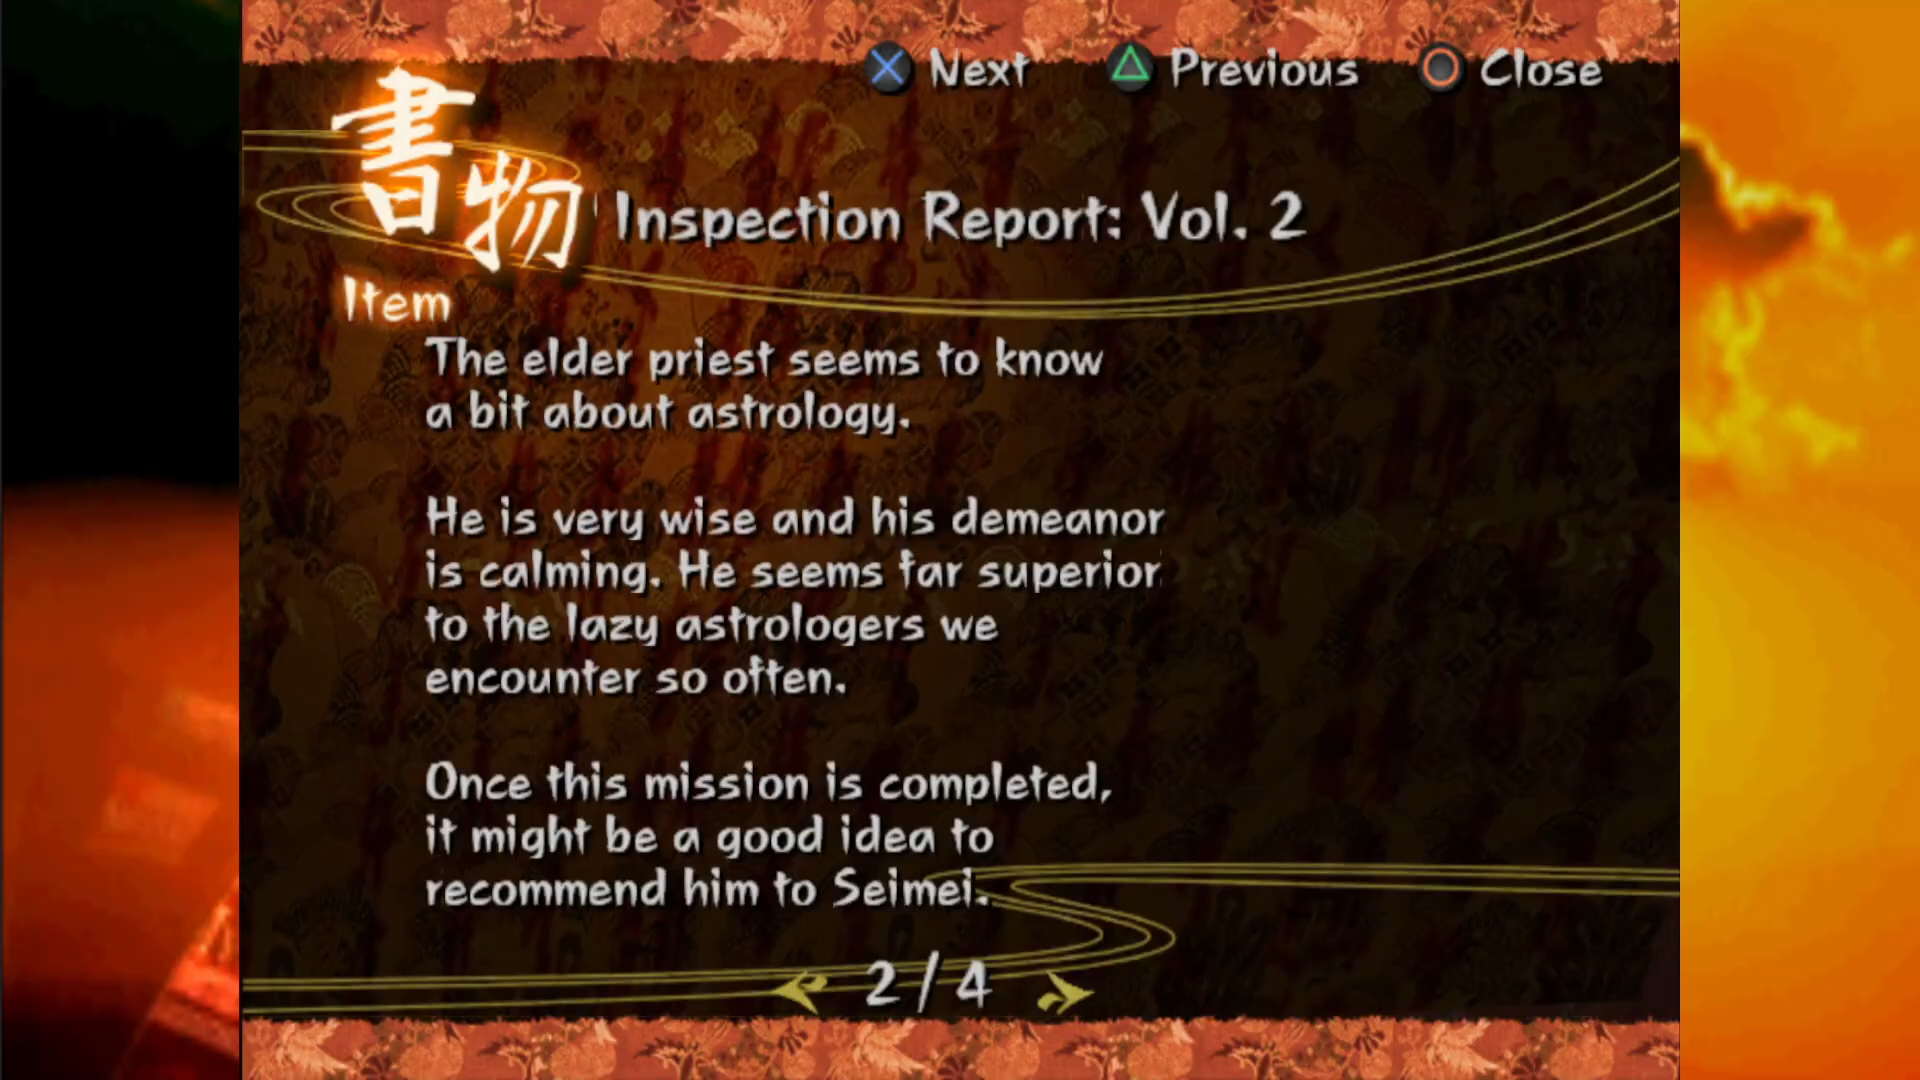 Next Previous Close
書物
Inspection Report: Vol. 2
Item
The elder priest seems to know
a bit about astrology.
He is very wise and his demeanor
is calming. He seems far superior
to the lazy astrologers we
encounter so often.
Once this mission is completed,
it might be a good idea to
recommend him to Seimei.
2/4